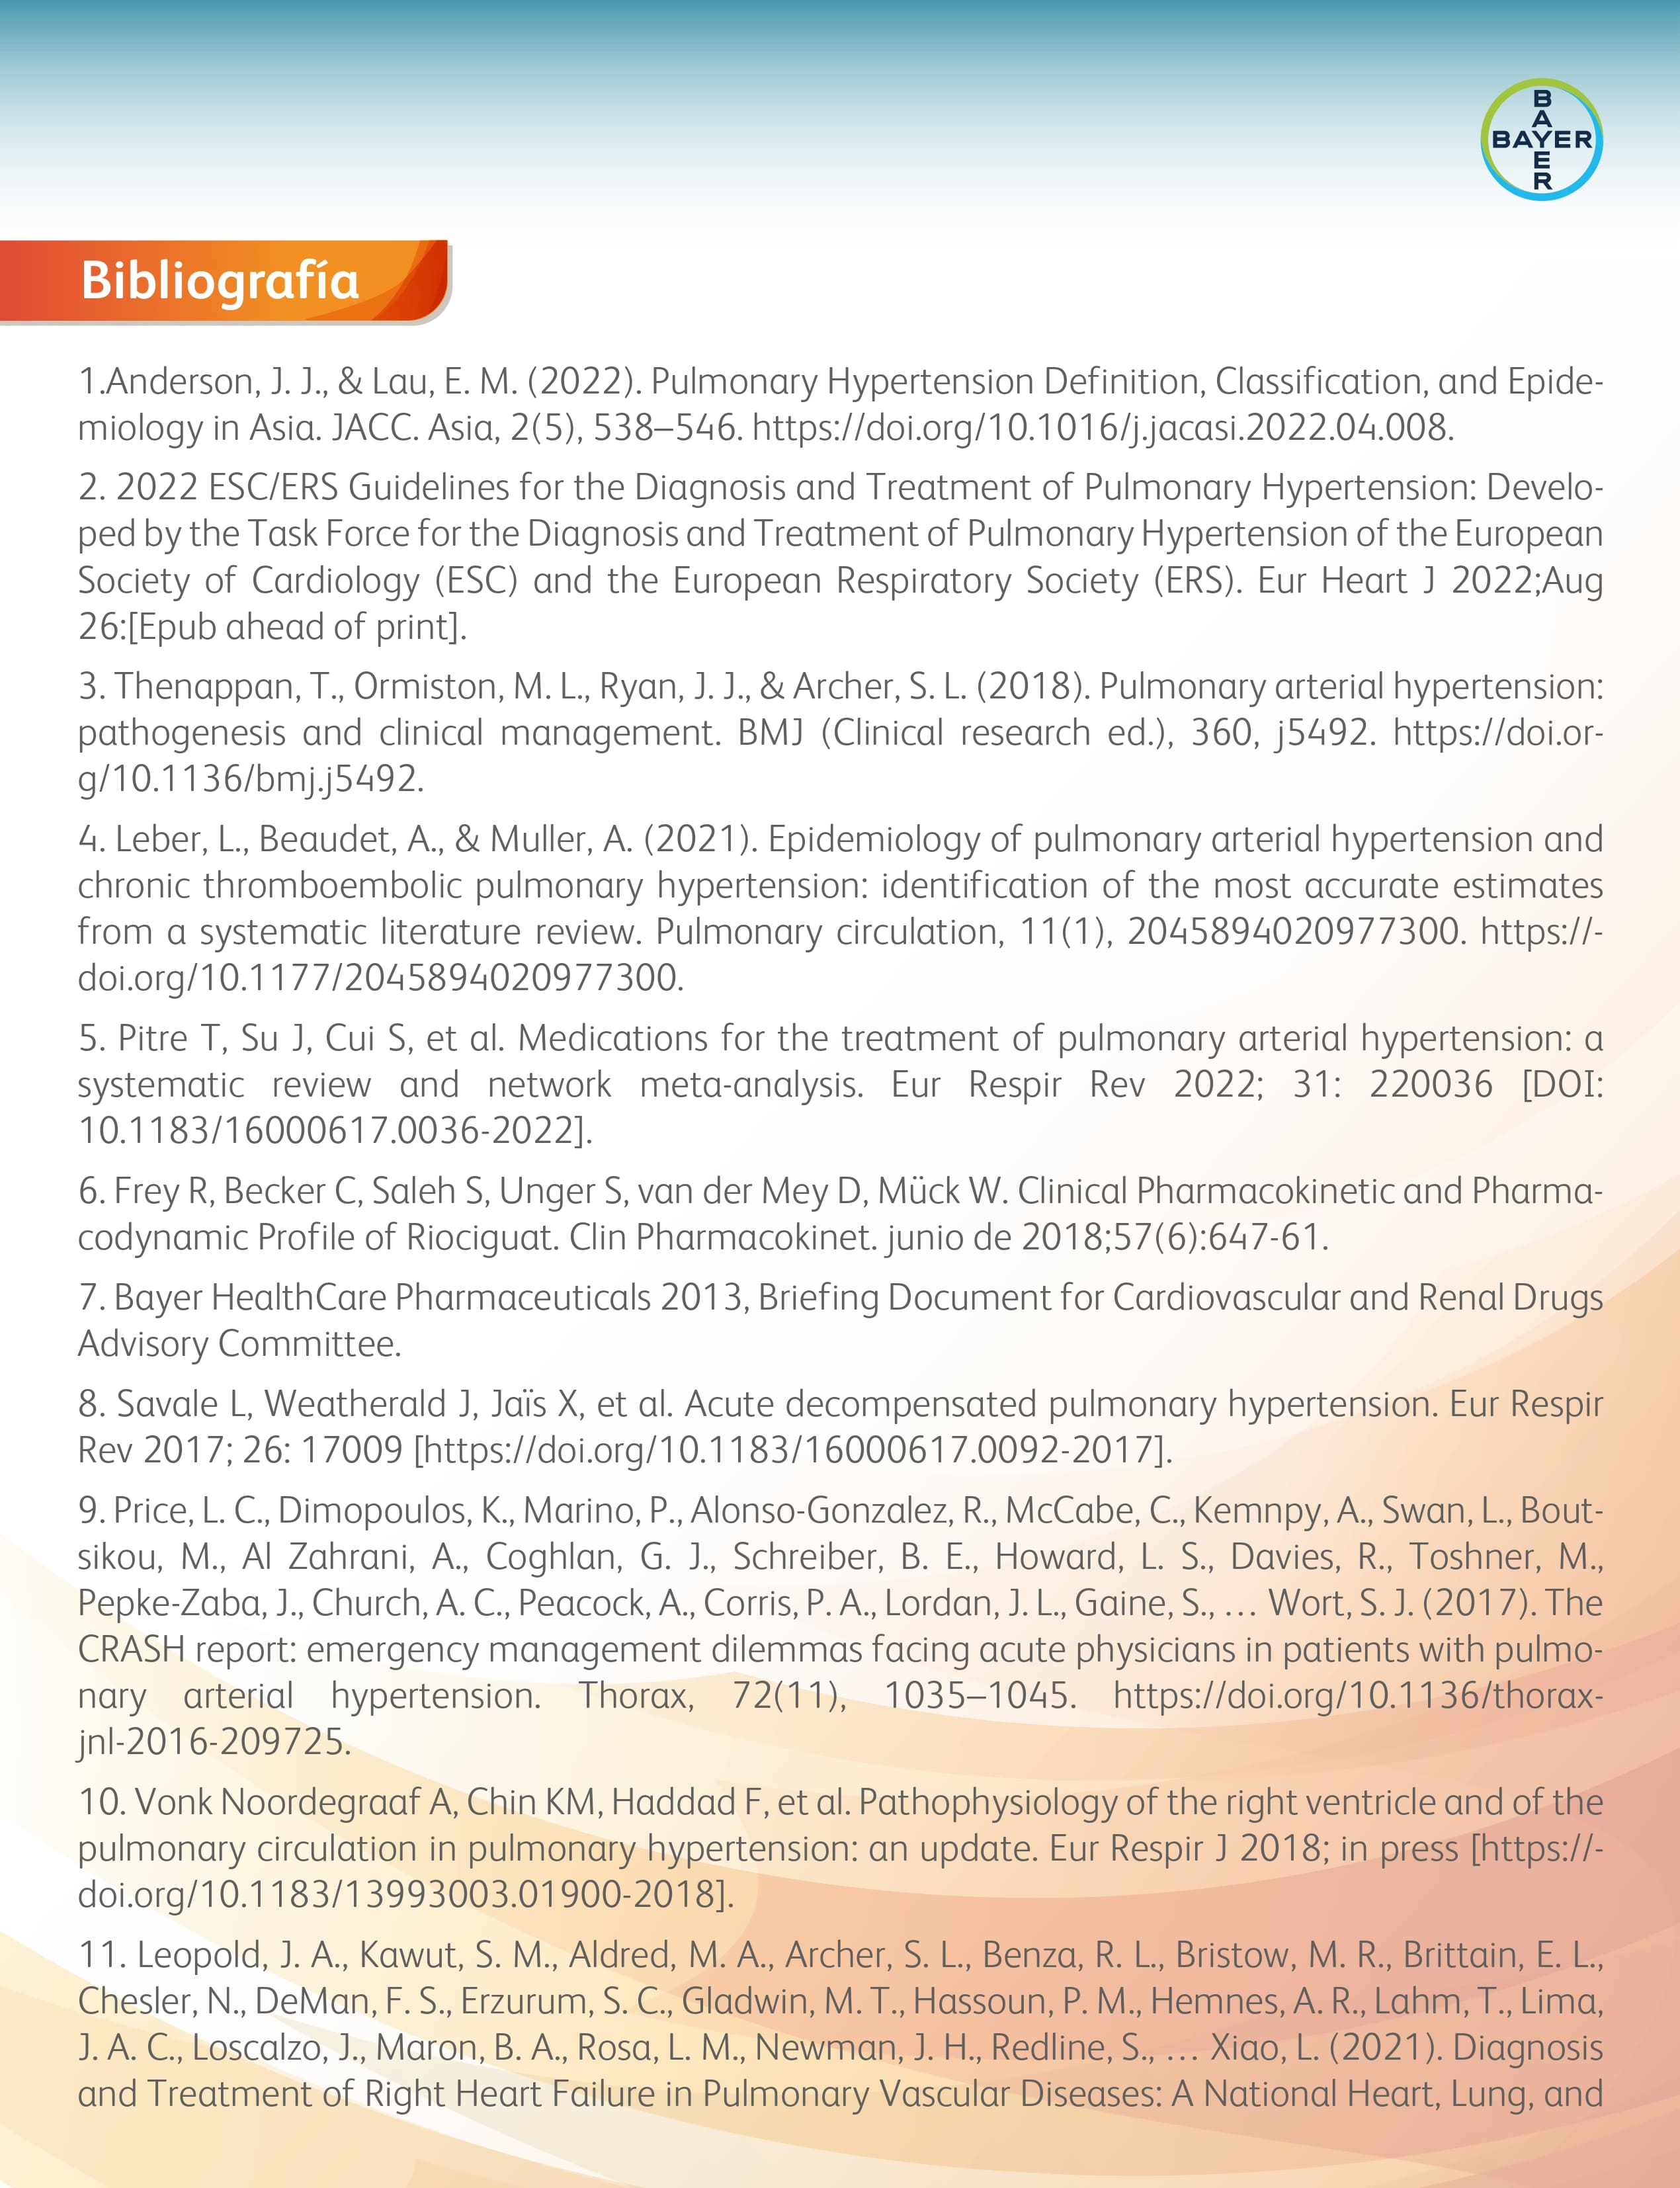 BAYER
BAYER
Bibliografía
1.Anderson, J. J., & Lau, E. M. (2022). Pulmonary Hypertension Definition, Classification, and Epide-
miology in Asia. JACC. Asia, 2(5), 538–546. https://doi.org/10.1016/j.jacasi.2022.04.008.
2. 2022 ESC/ERS Guidelines for the Diagnosis and Treatment of Pulmonary Hypertension: Develo-
ped by the Task Force for the Diagnosis and Treatment of Pulmonary Hypertension of the European
Society of Cardiology (ESC) and the European Respiratory Society (ERS). Eur Heart J 2022;Aug
26:[Epub ahead of print].
3. Thenappan, T., Ormiston, M. L., Ryan, J. J., & Archer, S. L. (2018). Pulmonary arterial hypertension:
pathogenesis and clinical management. BMJ (Clinical research ed.), 360, j5492. https://doi.or-
g/10.1136/bmj.j5492.
4. Leber, L., Beaudet, A., & Muller, A. (2021). Epidemiology of pulmonary arterial hypertension and
chronic thromboembolic pulmonary hypertension: identification of the most accurate estimates
from a systematic literature review. Pulmonary circulation, 11(1), 2045894020977300. https://-
doi.org/10.1177/2045894020977300.
5. Pitre T, Su J, Cui S, et al. Medications for the treatment of pulmonary arterial hypertension: a
systematic review and network meta-analysis. Eur Respir Rev 2022; 31: 220036 [DOI:
10.1183/16000617.0036-2022].
6. Frey R, Becker C, Saleh S, Unger S, van der Mey D, Mück W. Clinical Pharmacokinetic and Pharma-
codynamic Profile of Riociguat. Clin Pharmacokinet. junio de 2018;57(6):647-61.
7. Bayer HealthCare Pharmaceuticals 2013, Briefing Document for Cardiovascular and Renal Drugs
Advisory Committee.
8. Savale L, Weatherald J, Jaïs X, et al. Acute decompensated pulmonary hypertension. Eur Respir
Rev 2017; 26: 17009 [https://doi.org/10.1183/16000617.0092-2017].
9. Price, L. C., Dimopoulos, K., Marino, P., Alonso-Gonzalez, R., McCabe, C., Kemnpy, A., Swan, L., Bout-
sikou, M., Al Zahrani, A., Coghlan, G. J., Schreiber, B. E., Howard, L. S., Davies, R., Toshner, M.,
Pepke-Zaba, J., Church, A. C., Peacock, A., Corris, P. A., Lordan, J. L., Gaine, S., … Wort, S. J. (2017). The
CRASH report: emergency management dilemmas facing acute physicians in patients with pulmo-
nary arterial hypertension. Thorax, 72(11), 1035–1045. https://doi.org/10.1136/thorax-
jnl-2016-209725.
10. Vonk Noordegraaf A, Chin KM, Haddad F, et al. Pathophysiology of the right ventricle and of the
pulmonary circulation in pulmonary hypertension: an update. Eur Respir J 2018; in press [https://-
doi.org/10.1183/13993003.01900-2018].
11. Leopold, J. A., Kawut, S. M., Aldred, M. A., Archer, S. L., Benza, R. L., Bristow, M. R., Brittain, E. L.,
Chesler, N., DeMan, F. S., Erzurum, S. C., Gladwin, M. T., Hassoun, P. M., Hemnes, A. R., Lahm, T., Lima,
J. A. C., Loscalzo, J., Maron, B. A., Rosa, L. M., Newman, J. H., Redline, S., … Xiao, L. (2021). Diagnosis
and Treatment of Right Heart Failure in Pulmonary Vascular Diseases: A National Heart, Lung, and